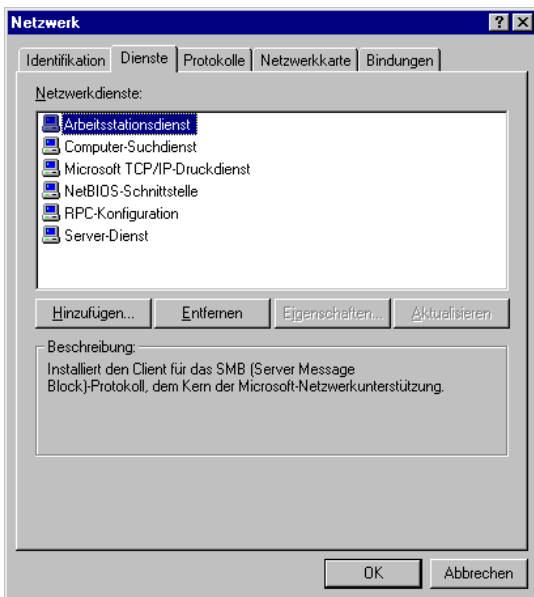 Netzwerk
Identifikation Dienste Protokolle Netzwerkkarte Bindungen
Netzwerkdienste:
Arbeitsstationsdienst
Computer-Suchdienst
Microsoft TCP/IP-Druckdienst
NetBIOS-Schnittstelle
RPC-Konfiguration
Server-Dienst
Hinzufügen... Entfernen Eigenschaften... Aktualisieren
Beschreibung:
Installiert den Client für das SMB (Server Message
Block)-Protokoll, dem Kern der Microsoft-Netzwerkunterstützung.
OK Abbrechen